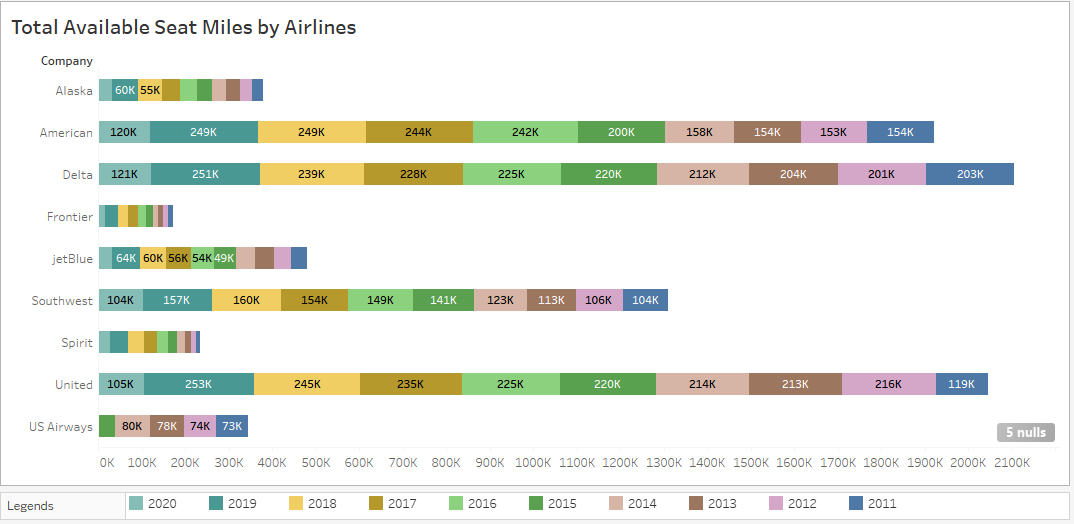 Total Available Seat Miles by Airlines
Company
Alaska 60K 55K
American 120K 249K 249K 244K 242K 200K 158K 154K 153K 154K
Delta 121K 251K 239K 228K 225K 220K 212K 204K 201K 203K
Frontier
jetBlue 64K 60K 56K 54K 49K
Southwest 104K 157K 160K 154K 149K 141K 123K 113K 106K 104K
Spirit
United 105K 253K 245K 235K 225K 220K 214K 213K 216K 119K
US Airways 80K 78K 74K 73K
5 nulls
0K 100K 200K 300K 400K 500K 600K 700K 800K 900K 1000K 1100K 1200K 1300K 1400K 1500K 1600K 1700K 1800K 1900K 2000K 2100K
Legends 2020 2019 2018 2017 2016 2015 2014 2013 2012 2011